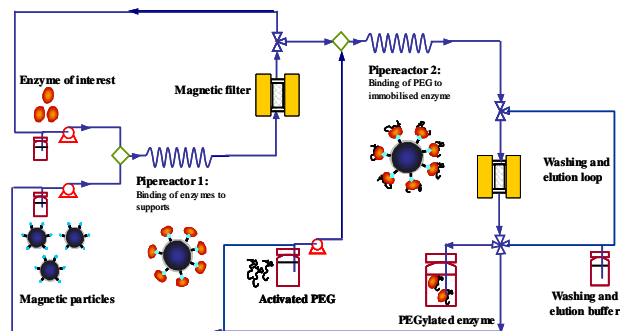 Enzyme of interest
Magnetic filter
Pipereactor 2:
Binding of PEG to
immobilised enzyme
Washing and
elution loop
Pipereactor 1:
Binding of enzymes to
supports
Magnetic particles
Activated PEG
PEGylated enzyme
Washing and
elution buffer